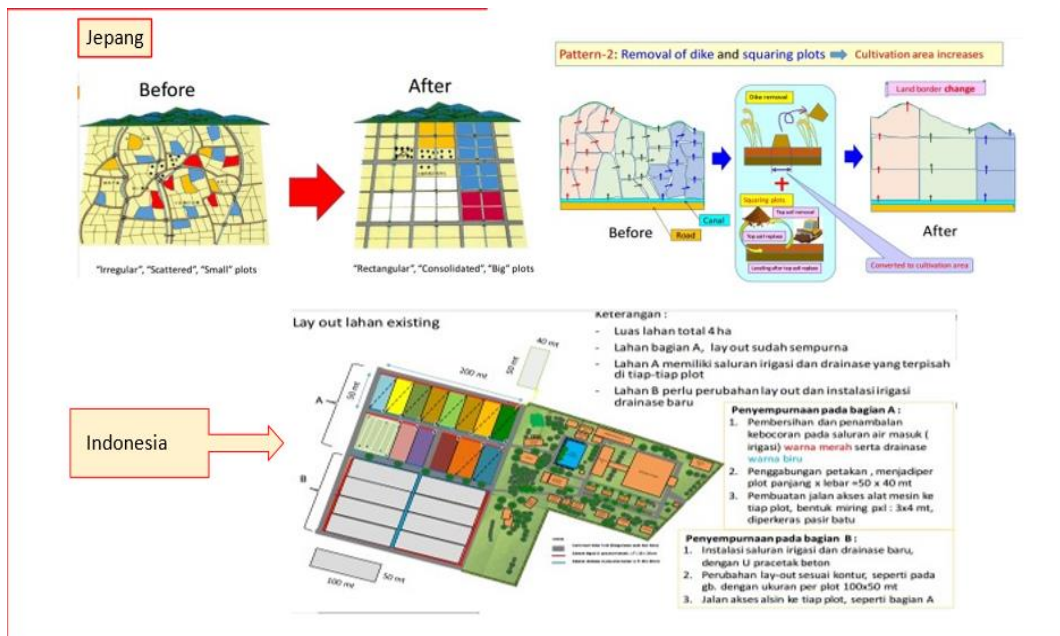 Jepang
Before
After
"Irregular", "Scattered", "Small" plots
"Rectangular", "Consolidated", "Big" plots
Pattern-2: Removal of dike and squaring plots
Cultivation area increases
Dike removal
Land border change
Squaring plots
Top soil removal
Top soil replace
Leveling after top soil replace
Before
Canal
Road
After
Converted to cultivation area
Indonesia
Lay out lahan existing
Keterangan :
- Luas lahan total 4 ha
- Lahan bagian A, lay out sudah sempurna
- Lahan A memiliki saluran irigasi dan drainase yang terpisah
di tiap-tiap plot
- Lahan B perlu perubahan lay out dan instalasi irigasi
drainase baru
40 mt
50 mt
200 mt
50 mt
A
B
100 mt
50 mt
Penyempurnaan pada bagian A :
1. Pembersihan dan penambalan
kebocoran pada saluran air masuk (
irigasi) warna merah serta drainase
warna biru
2. Penggabungan petakan , menjadiper
plot panjang x lebar =50 x 40 mt
3. Pembuatan jalan akses alat mesin ke
tiap plot, bentuk miring pxl : 3x4 mt,
diperkeras pasir batu
Penyempurnaan pada bagian B :
1. Instalasi saluran irigasi dan drainase baru,
dengan U pracetak beton
2. Perubahan lay-out sesuai kontur, seperti pada
gb. dengan ukuran per plot 100x50 mt
3. Jalan akses alsin ke tiap plot, seperti bagian A